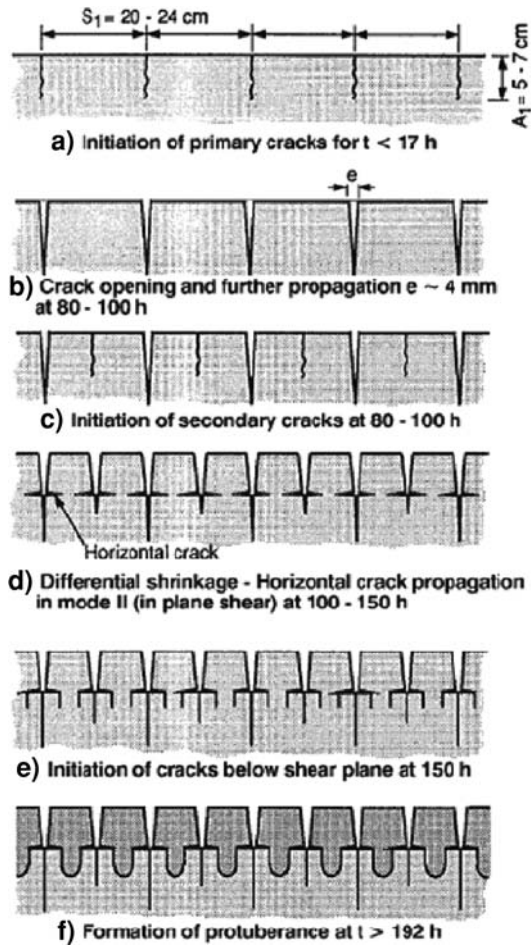 S₁ = 20 - 24 cm
A₁ = 5 - 7 cm
a) Initiation of primary cracks for t < 17 h
e
b) Crack opening and further propagation e ~ 4 mm
at 80 - 100 h
c) Initiation of secondary cracks at 80 - 100 h
Horizontal crack
d) Differential shrinkage - Horizontal crack propagation
in mode II (in plane shear) at 100 - 150 h
e) Initiation of cracks below shear plane at 150 h
f) Formation of protuberance at t > 192 h